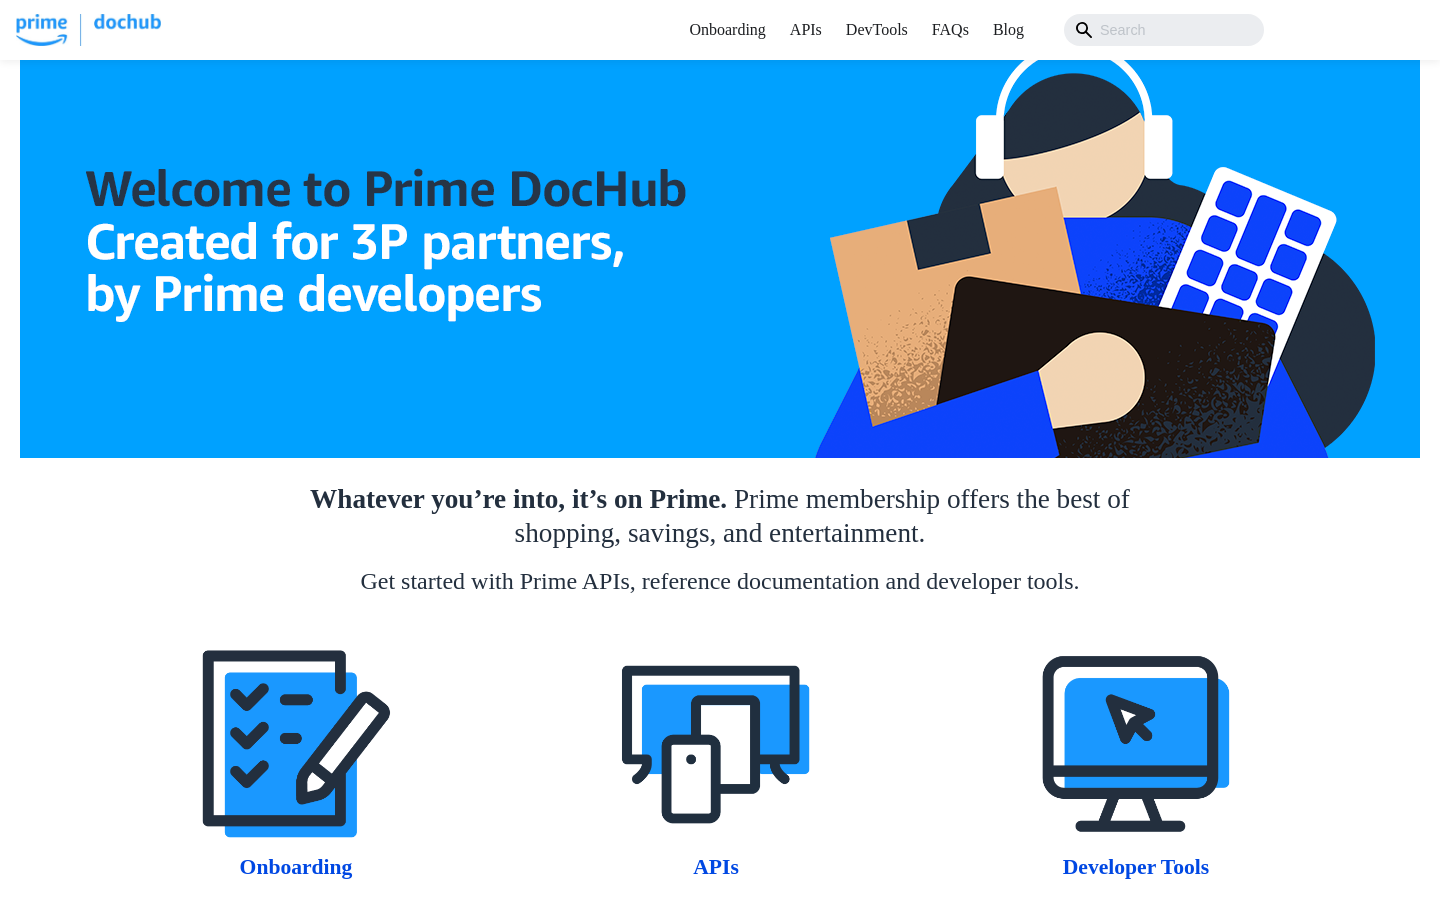 prime dochub
Onboarding APIs DevTools FAQs Blog Search
Welcome to Prime DocHub
Created for 3P partners,
by Prime developers
Whatever you’re into, it’s on Prime. Prime membership offers the best of
shopping, savings, and entertainment.
Get started with Prime APIs, reference documentation and developer tools.
Onboarding APIs Developer Tools